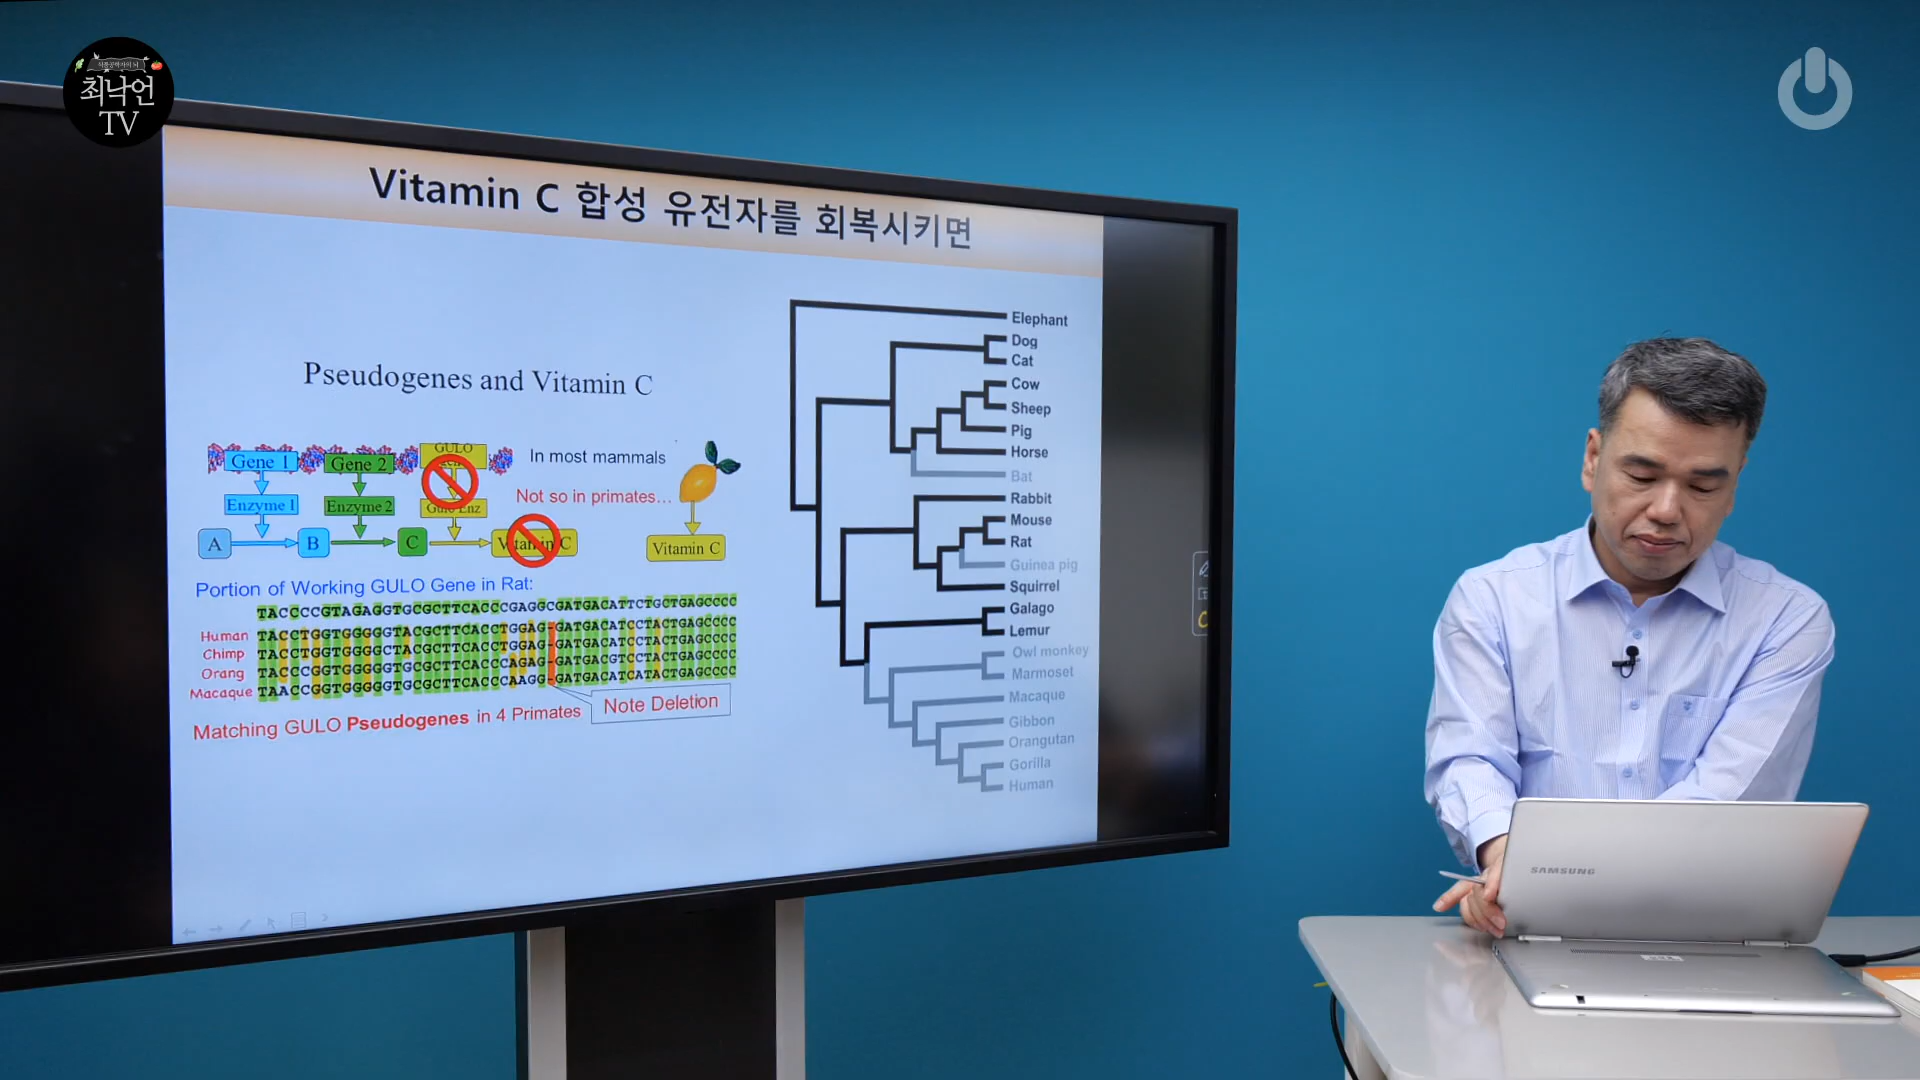 최낙언
TV
Vitamin C 합성 유전자를 회복시키면
Pseudogenes and Vitamin C
Gene 1
Gene 2
GULO
In most mammals
Not so in primates...
Enzyme 1
Enzyme 2
Gulo Enz
A
B
C
Vitamin C
Vitamin C
Portion of Working GULO Gene in Rat:
TACCCCGTAGAGGTGCGCTTCACCCGAGGCGATGACATTCTGCTGAGCCCC
Human TACCTGGTGGGGGTACGCTTCACCTGGAG-GATGACATCCTACTGAGCCCC
Chimp TACCTGGTGGGGCTACGCTTCACCTGGAG-GATGACATCCTACTGAGCCCC
Orang TACCCGGTGGGGGTGCGCTTCACCCAGAG-GATGACGTCCTACTGAGCCCC
Macaque TAACCGGTGGGGGTGCGCTTCACCCAAGG-GATGACATCATACTGAGCCCC
Note Deletion
Matching GULO Pseudogenes in 4 Primates
Elephant
Dog
Cat
Cow
Sheep
Pig
Horse
Bat
Rabbit
Mouse
Rat
Guinea pig
Squirrel
Galago
Lemur
Owl monkey
Marmoset
Macaque
Gibbon
Orangutan
Gorilla
Human
SAMSUNG